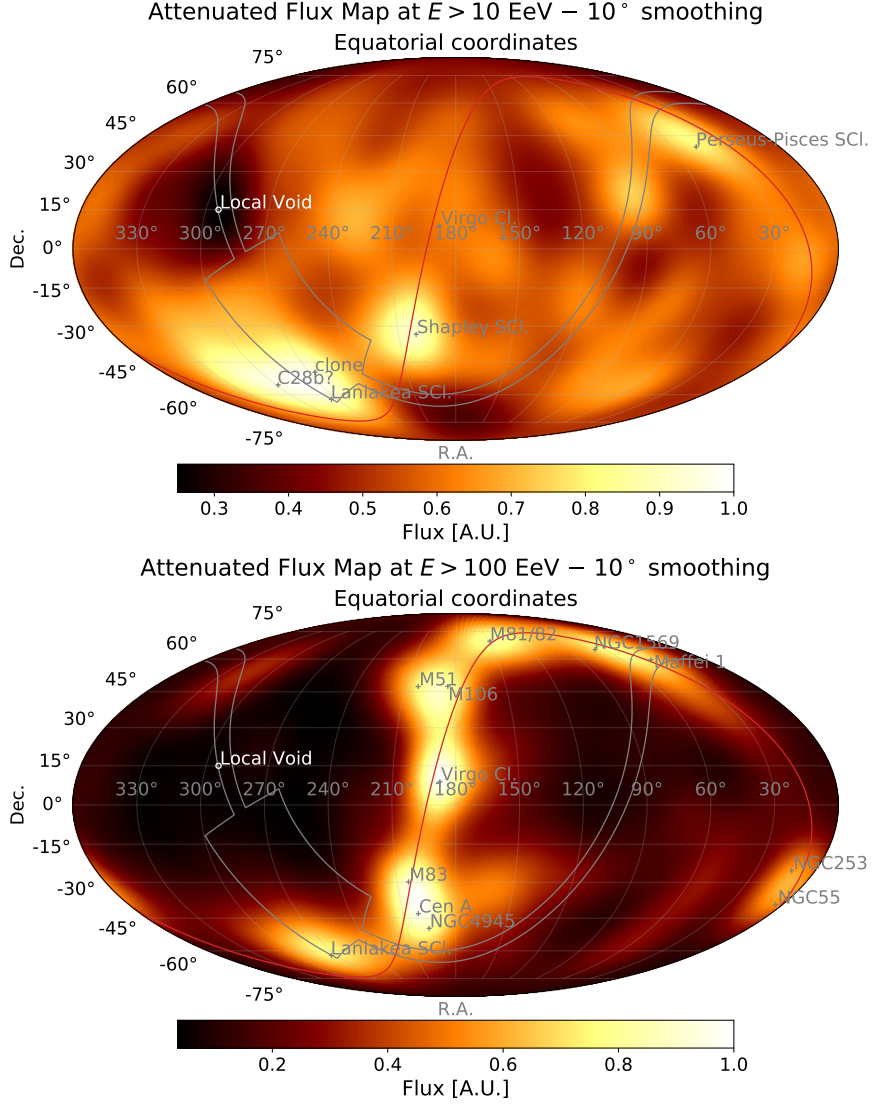 Attenuated Flux Map at E > 10 EeV − 10° smoothing
Equatorial coordinates
75°
60°
45°
30°
15°
0°
-15°
-30°
-45°
-60°
-75°
Dec.
Perseus-Pisces SCl.
Local Void
Virgo Cl.
330° 300° 270° 240° 210° 180° 150° 120° 90° 60° 30°
Shapley SCl.
clone
C28b?
Laniakea SCl.
R.A.
0.3 0.4 0.5 0.6 0.7 0.8 0.9 1.0
Flux [A.U.]
Attenuated Flux Map at E > 100 EeV − 10° smoothing
Equatorial coordinates
75°
60°
45°
30°
15°
0°
-15°
-30°
-45°
-60°
-75°
Dec.
M81/82
NGC1569
Maffei 1
M51
M106
Local Void
Virgo Cl.
330° 300° 270° 240° 210° 180° 150° 120° 90° 60° 30°
M83
NGC253
Cen A
NGC55
NGC4945
Laniakea SCl.
R.A.
0.2 0.4 0.6 0.8 1.0
Flux [A.U.]